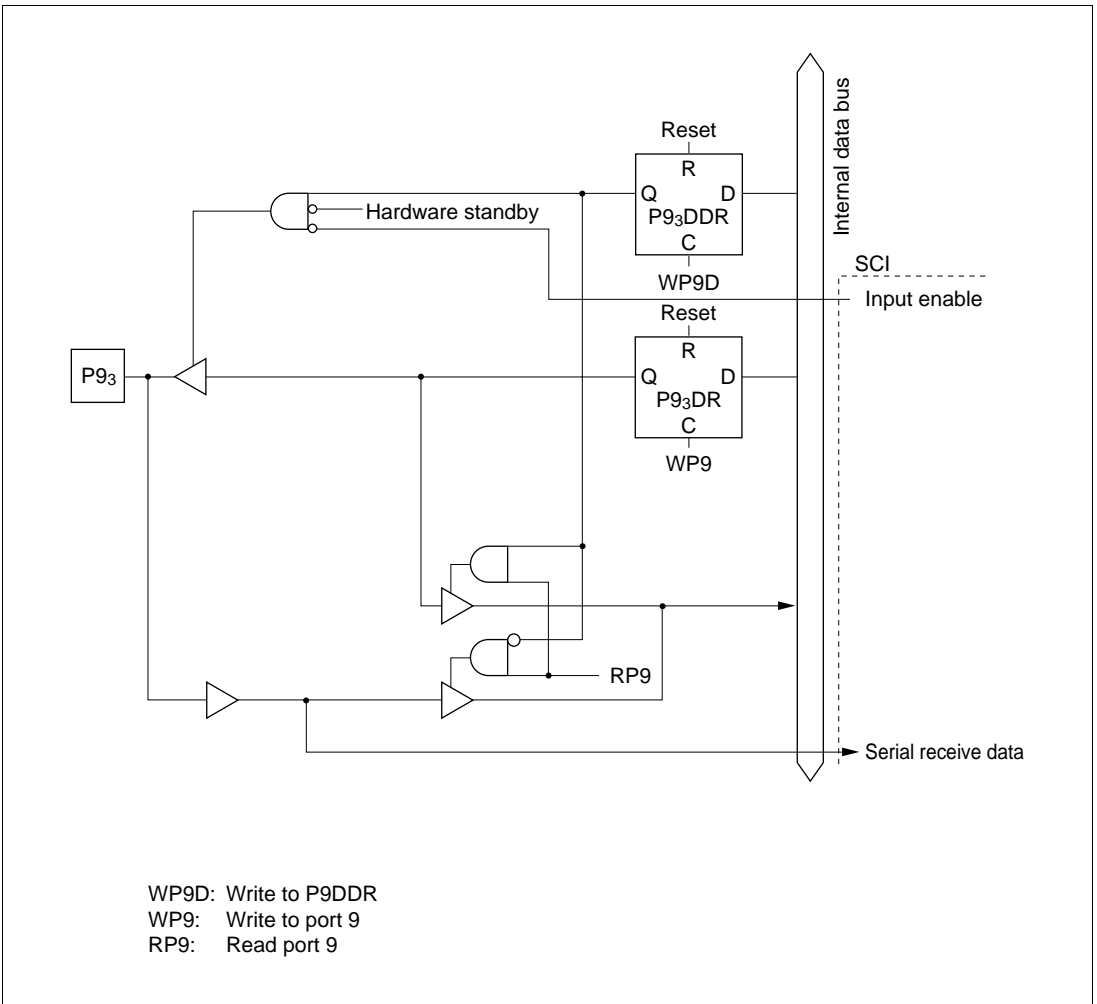 Reset
R
Q D
P9₃DDR
C
WP9D
Hardware standby
Internal data bus
SCI
Input enable
Reset
R
Q D
P9₃DR
C
WP9
P9₃
RP9
Serial receive data
WP9D: Write to P9DDR
WP9: Write to port 9
RP9: Read port 9